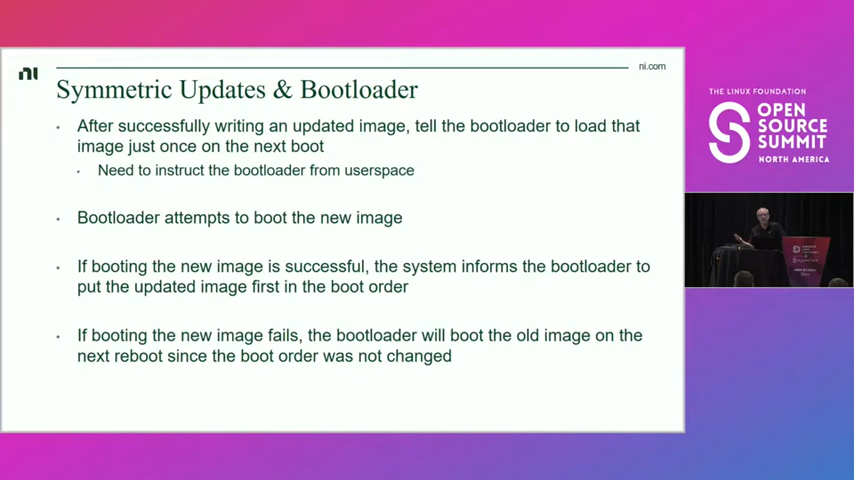 ni
ni.com
Symmetric Updates & Bootloader
• After successfully writing an updated image, tell the bootloader to load that
image just once on the next boot
• Need to instruct the bootloader from userspace
• Bootloader attempts to boot the new image
• If booting the new image is successful, the system informs the bootloader to
put the updated image first in the boot order
• If booting the new image fails, the bootloader will boot the old image on the
next reboot since the boot order was not changed
THE LINUX FOUNDATION
OPEN
SOURCE
SUMMIT
NORTH AMERICA